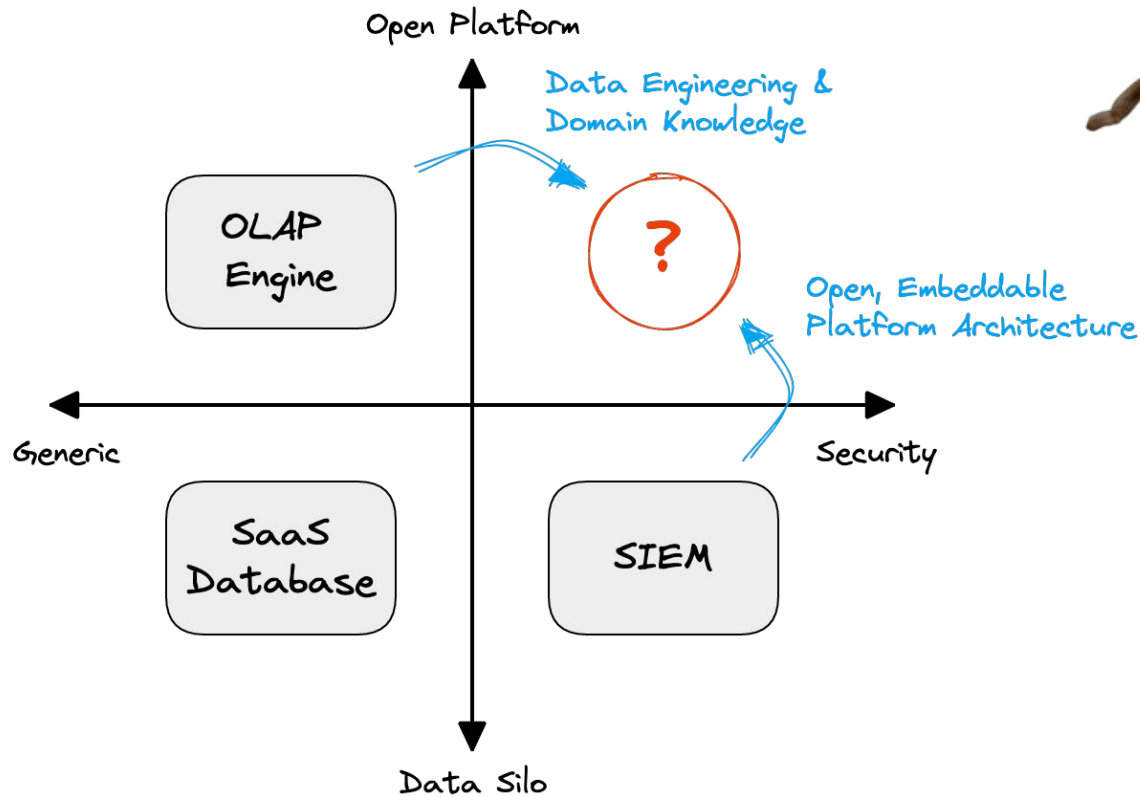 Open Platform
Data Engineering &
Domain Knowledge
OLAP
Engine
?
Open, Embeddable
Platform Architecture
Generic
Security
SaaS
Database
SIEM
Data Silo